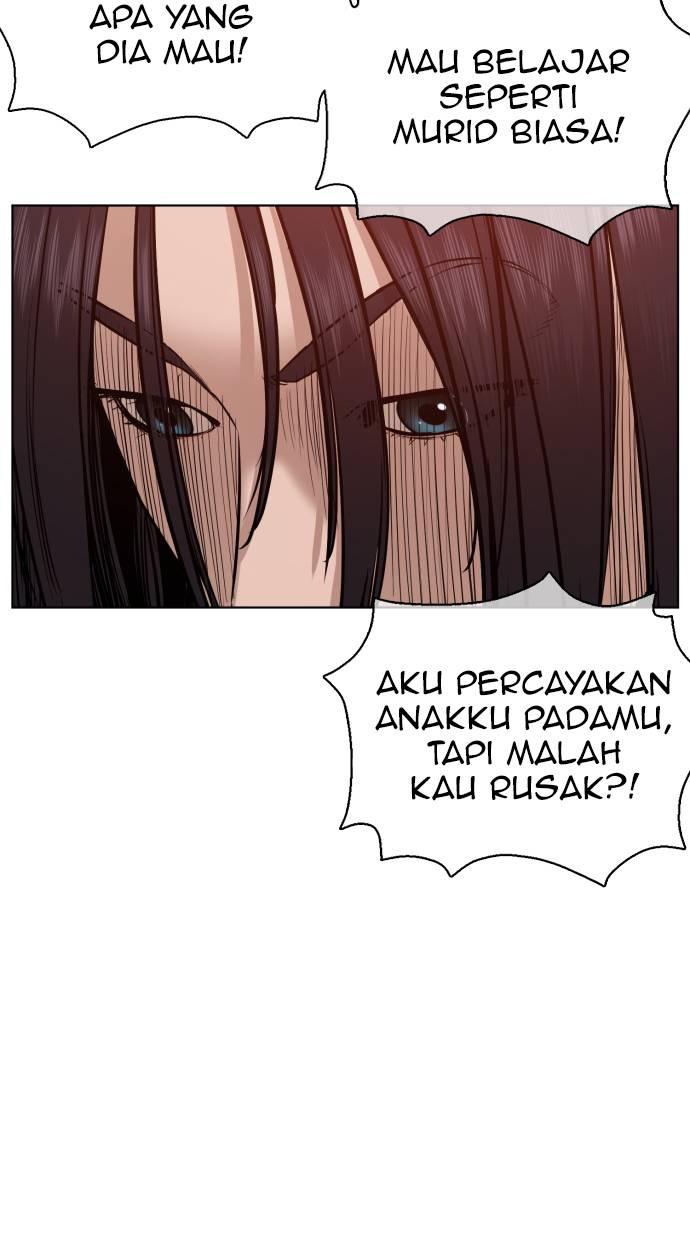 APA YANG
DIA MAU!
MAU BELAJAR
SEPERTI
MURID BIASA!
AKU PERCAYAKAN
ANAKKU PADAMU,
TAPI MALAH
KAU RUSAK?!